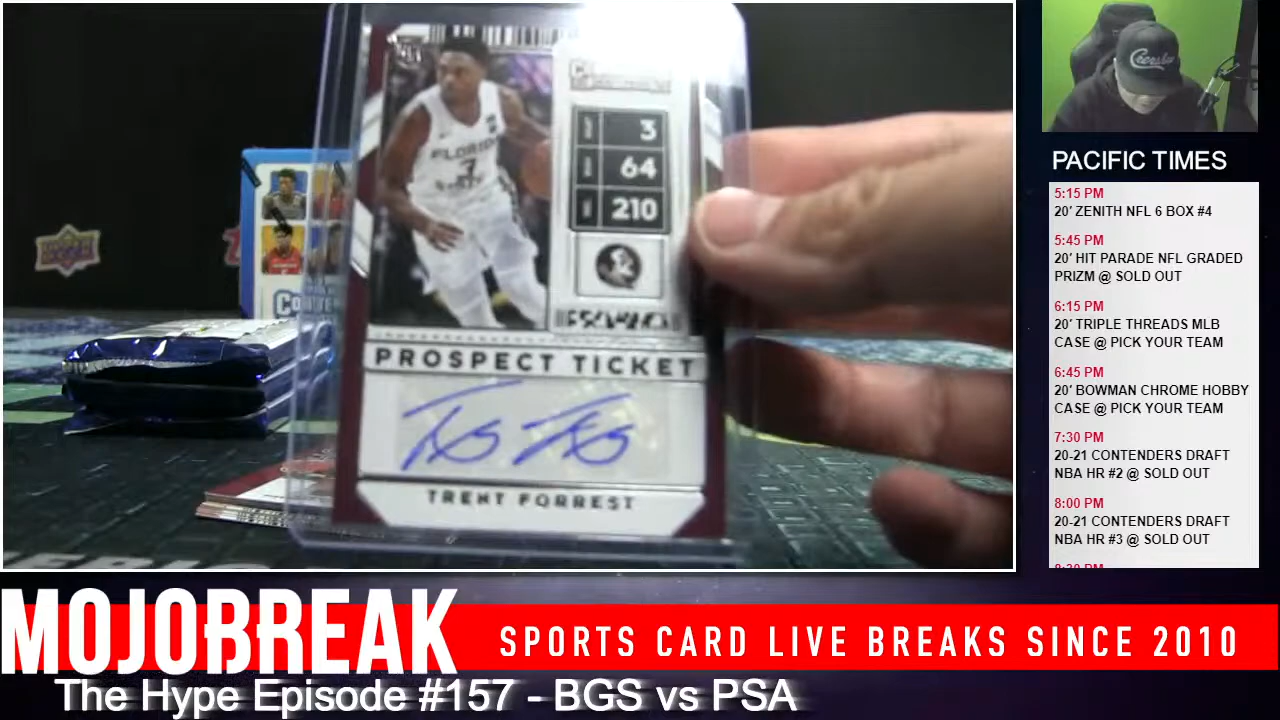 FLORIDA
3
STATE
3
64
210
PROSPECT TICKET
TRENT FORREST
PACIFIC TIMES
5:15 PM
20' ZENITH NFL 6 BOX #4
5:45 PM
20' HIT PARADE NFL GRADED
PRIZM @ SOLD OUT
6:15 PM
20' TRIPLE THREADS MLB
CASE @ PICK YOUR TEAM
6:45 PM
20' BOWMAN CHROME HOBBY
CASE @ PICK YOUR TEAM
7:30 PM
20-21 CONTENDERS DRAFT
NBA HR #2 @ SOLD OUT
8:00 PM
20-21 CONTENDERS DRAFT
NBA HR #3 @ SOLD OUT
MOJOBREAK
SPORTS CARD LIVE BREAKS SINCE 2010
The Hype Episode #157 - BGS vs PSA